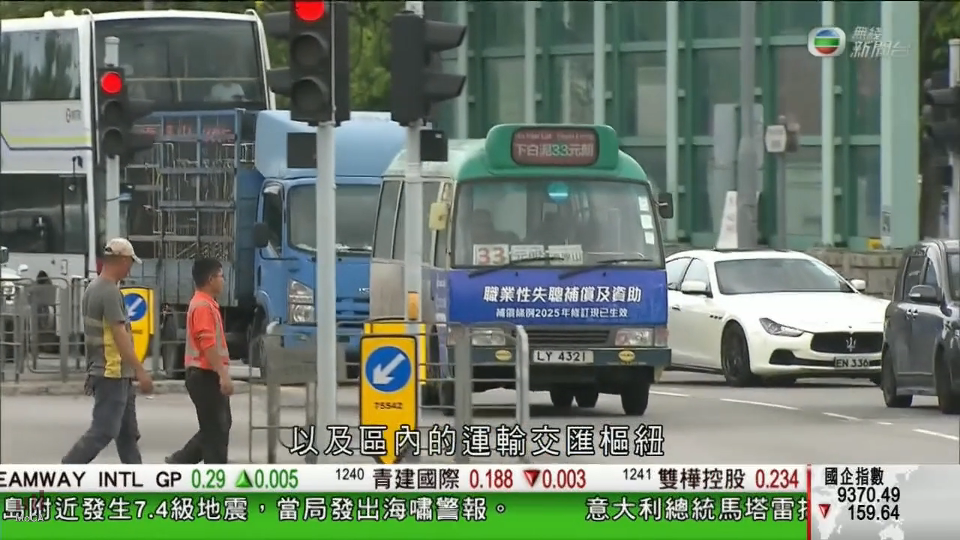 無綫
新聞台
下白泥33元朗
33
職業性失聰補償及資助
補償條例2025年修訂現已生效
LY 4321
EN 336
75542
以及區內的運輸交匯樞紐
EAMWAY INTL GP 0.29 ▲0.005 1240 青建國際 0.188 ▼0.003 1241 雙樺控股 0.234
島附近發生7.4級地震，當局發出海嘯警報。 意大利總統馬塔雷
國企指數
9370.49
▼ 159.64